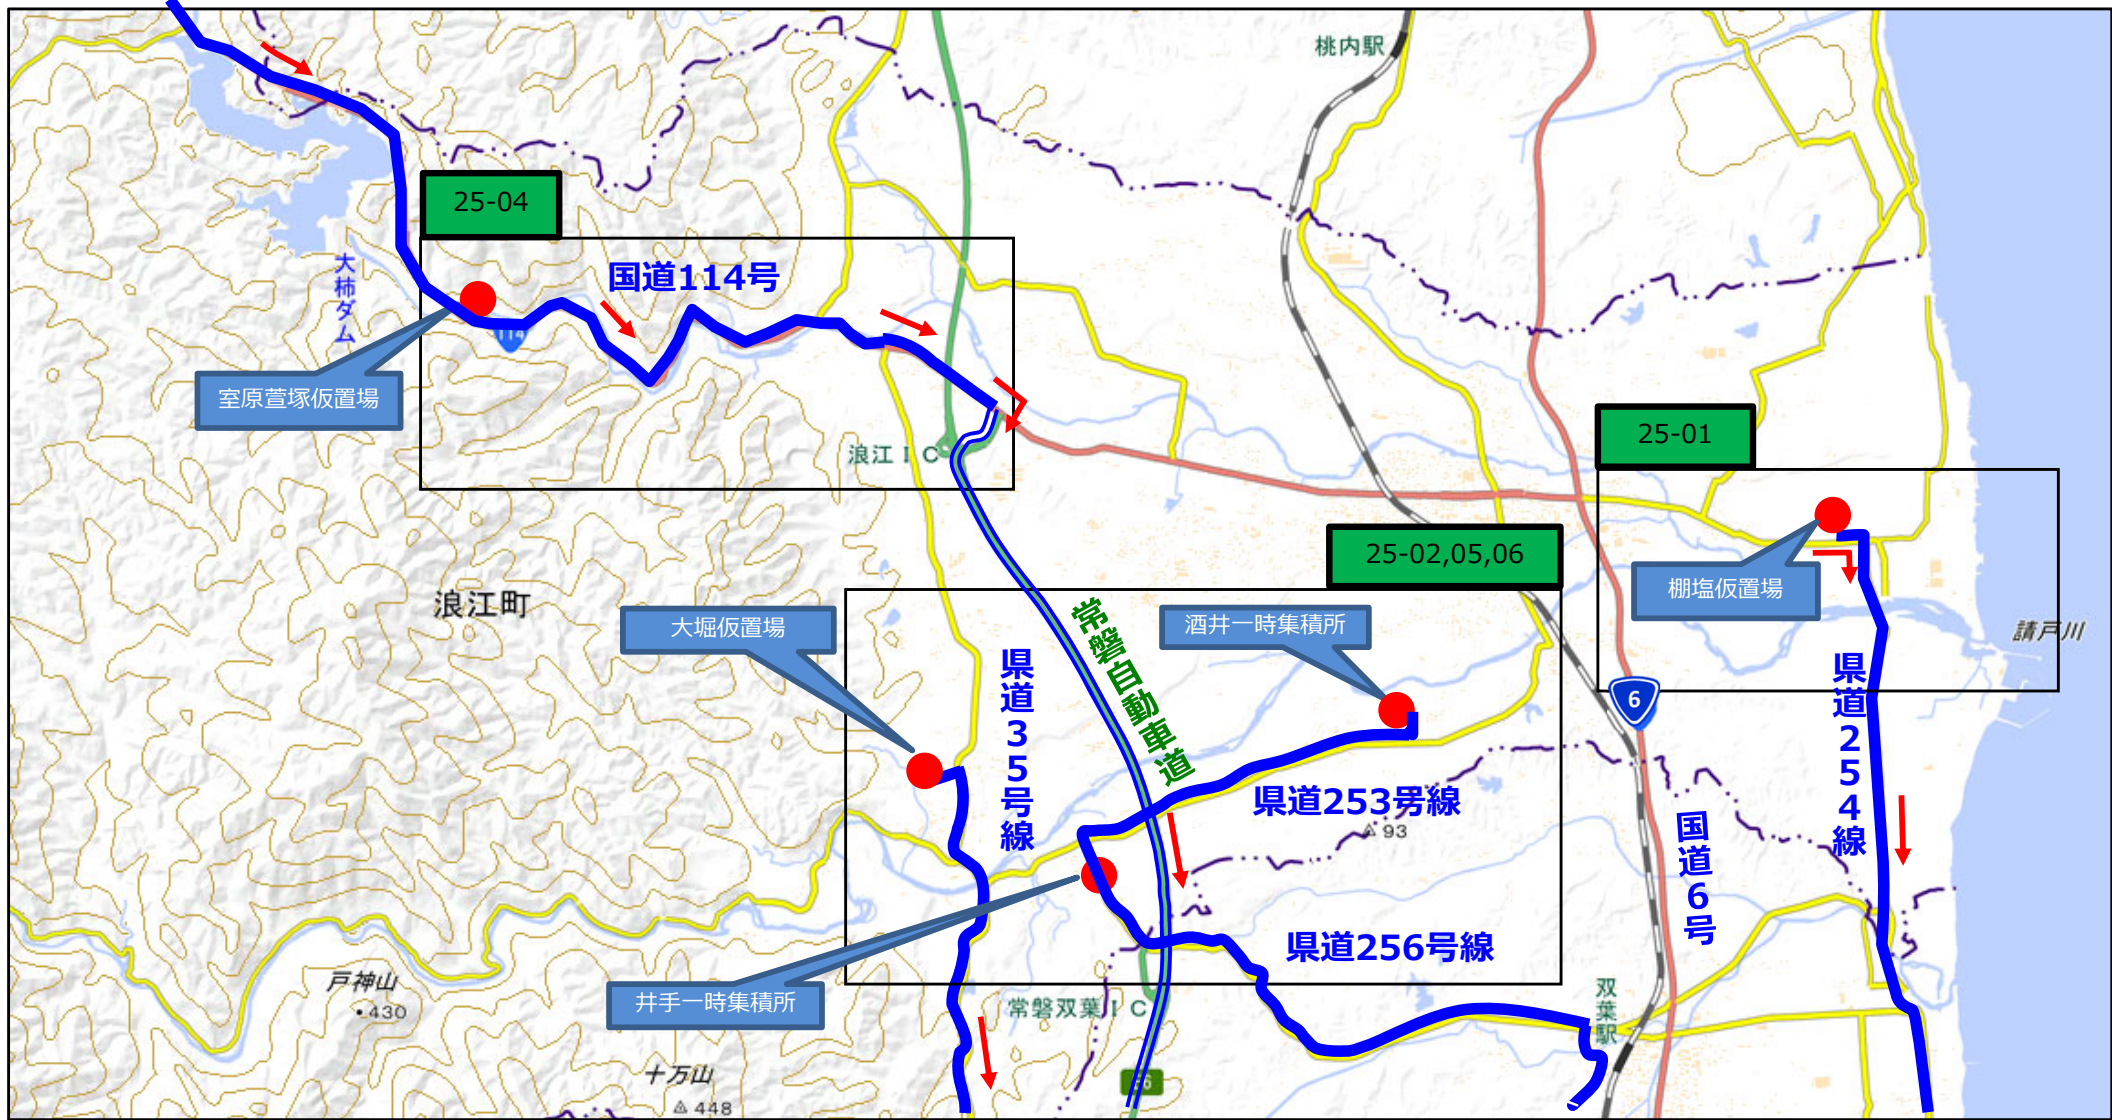 桃内駅
25-04
大柿ダム
国道114号
114
室原萱塚仮置場
浪江IC
25-01
25-02,05,06
棚塩仮置場
浪江町
大堀仮置場
酒井一時集積所
常磐自動車道
請戸川
県道35号線
県道254線
6
県道253号線
93
国道6号
県道256号線
戸神山
430
井手一時集積所
常磐双葉IC
双葉駅
十万山
448